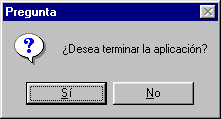 Pregunta
¿Desea terminar la aplicación?
Sí
No